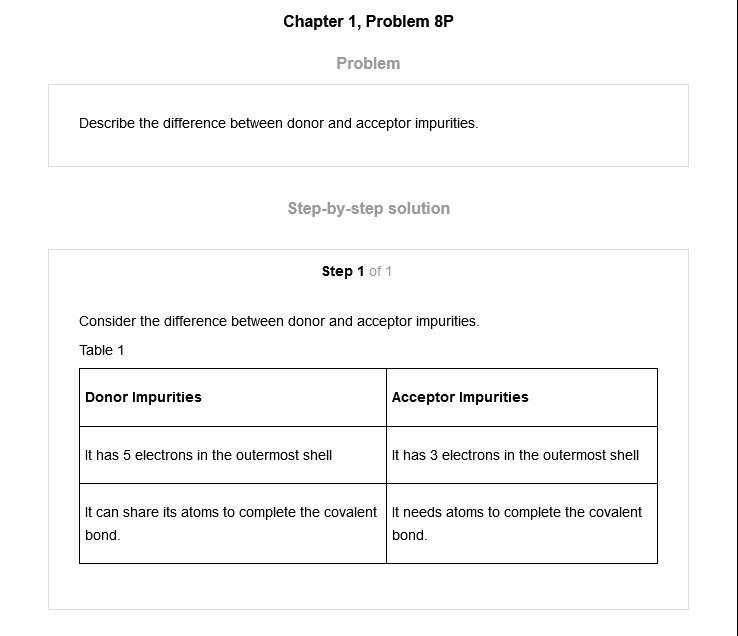 Chapter 1, Problem 8P
Problem
Describe the difference between donor and acceptor impurities.
Step-by-step solution
Step 1 of 1
Consider the difference between donor and acceptor impurities.
Table 1
Donor Impurities
Acceptor Impurities
It has 5 electrons in the outermost shell
It has 3 electrons in the outermost shell
It can share its atoms to complete the covalent
bond.
It needs atoms to complete the covalent
bond.